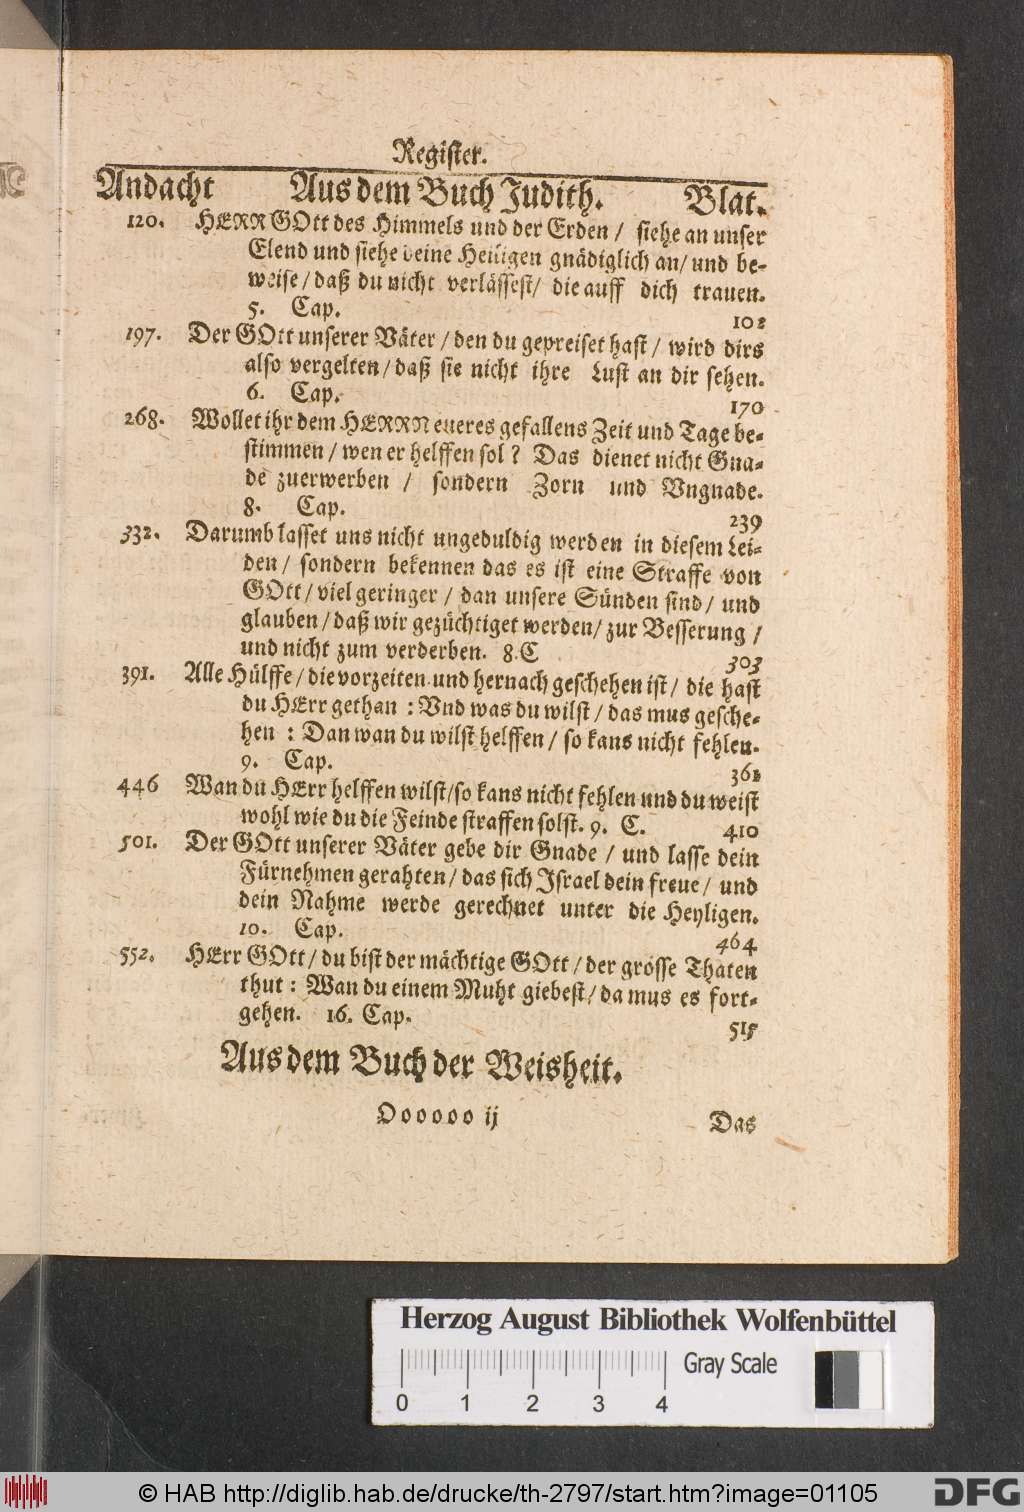 Register.
Andacht Aus dem Buch Judith. Blat.
120. HERR GOtt des Himmels und der Erden / siehe an unser
Elend und siehe deine Heiligen gnädiglich an/ und be-
weise / daß du nicht verlässest/ die auff dich trauen.
5. Cap. 102
197. Der GOtt unserer Väter / den du gepreiset hast / wird dirs
also vergelten / daß sie nicht ihre Lust an dir sehen.
6. Cap. 170
268. Wollet ihr dem HERRN eueres gefallens Zeit und Tage be-
stimmen / wen er helffen sol ? Das dienet nicht Gna-
de zuerwerben / sondern Zorn und Vngnade.
8. Cap. 239
332. Darumb lasset uns nicht ungeduldig werden in diesem Lei-
den / sondern bekennen das es ist eine Straffe von
GOtt / viel geringer / dan unsere Sünden sind / und
glauben / daß wir gezüchtiget werden / zur Besserung /
und nicht zum verderben. 8. C 303
391. Alle Hülffe / die vorzeiten und hernach geschehen ist / die hast
du HErr gethan : Vnd was du wilst / das mus gesche-
hen : Dan wan du wilst helffen / so kans nicht fehlen.
9. Cap. 361
446 Wan du HErr helffen wilst/so kans nicht fehlen und du weist
wohl wie du die Feinde straffen solst. 9. C. 410
501. Der GOtt unserer Väter gebe dir Gnade / und lasse dein
Fürnehmen gerahten / das sich Israel dein freue / und
dein Nahme werde gerechnet unter die Heyligen.
10. Cap. 464
552. HErr GOtt / du bist der mächtige GOtt / der grosse Thaten
thut : Wan du einem Muht giebest / da mus es fort-
gehen. 16. Cap. 515
Aus dem Buch der Weisheit.
Oooooo ij Das
Herzog August Bibliothek Wolfenbüttel
Gray Scale
0 1 2 3 4
© HAB http://diglib.hab.de/drucke/th-2797/start.htm?image=01105
DFG